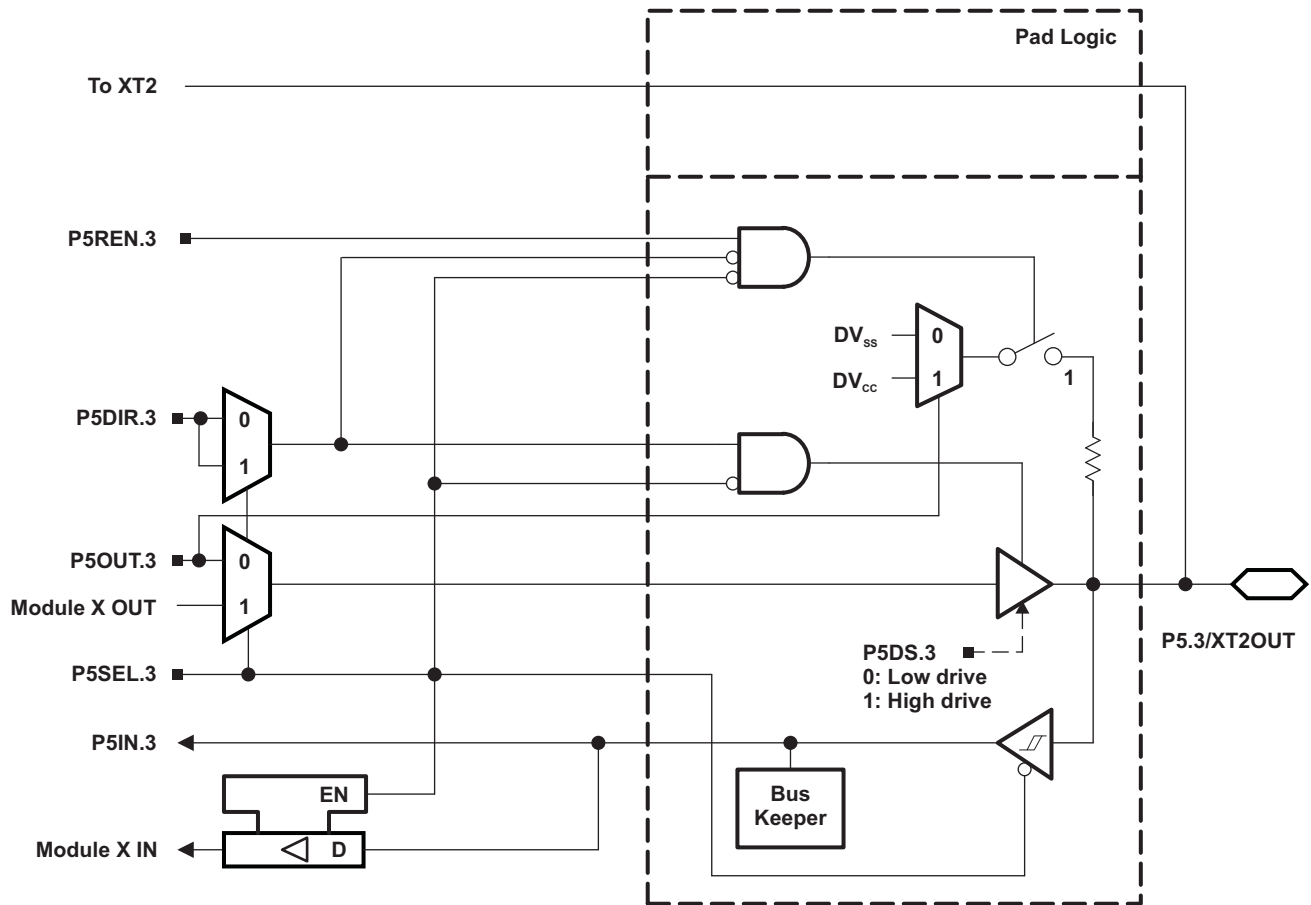 Pad Logic
To XT2
P5REN.3
DVSS
0
DVCC
1
1
P5DIR.3
0
1
P5OUT.3
0
Module X OUT
1
P5SEL.3
P5DS.3
0: Low drive
1: High drive
P5.3/XT2OUT
P5IN.3
EN
Bus
Keeper
Module X IN
D